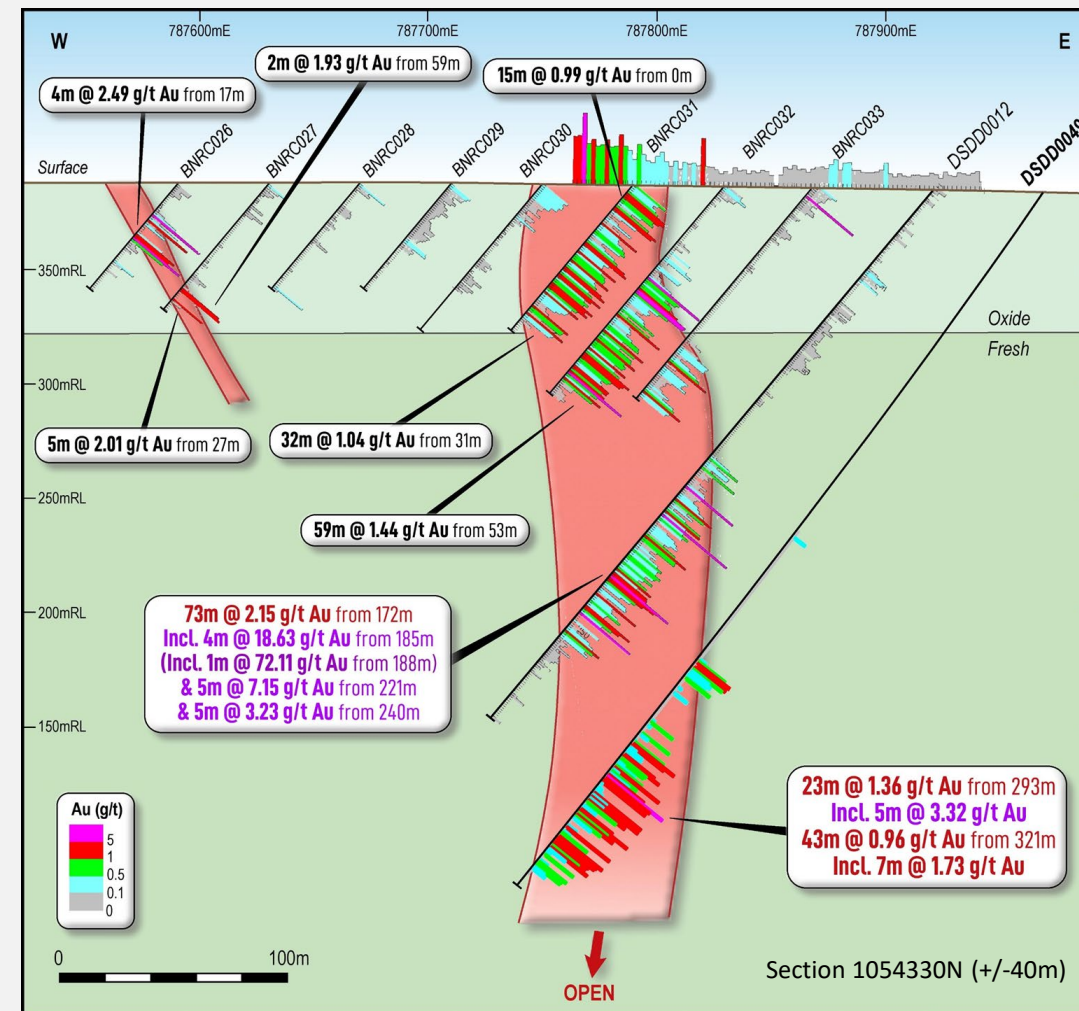 W
787600mE
787700mE
787800mE
787900mE
E
2m @ 1.93 g/t Au from 59m
15m @ 0.99 g/t Au from 0m
4m @ 2.49 g/t Au from 17m
BNRC026
BNRC027
BNRC028
BNRC029
BNRC030
BNRC031
BNRC032
BNRC033
DSDD0012
DSDD0049
Surface
350mRL
Oxide
Fresh
300mRL
5m @ 2.01 g/t Au from 27m
32m @ 1.04 g/t Au from 31m
250mRL
59m @ 1.44 g/t Au from 53m
200mRL
73m @ 2.15 g/t Au from 172m
Incl. 4m @ 18.63 g/t Au from 185m
(Incl. 1m @ 72.11 g/t Au from 188m)
& 5m @ 7.15 g/t Au from 221m
& 5m @ 3.23 g/t Au from 240m
150mRL
23m @ 1.36 g/t Au from 293m
Incl. 5m @ 3.32 g/t Au
43m @ 0.96 g/t Au from 321m
Incl. 7m @ 1.73 g/t Au
Au (g/t)
5
1
0.5
0.1
0
0
100m
OPEN
Section 1054330N (+/-40m)